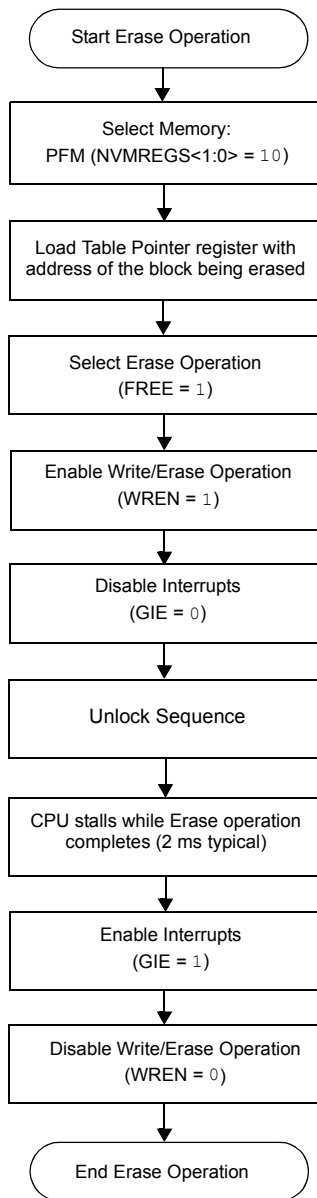 Start Erase Operation
Select Memory:
PFM (NVMREGS<1:0> = 10)
Load Table Pointer register with
address of the block being erased
Select Erase Operation
(FREE = 1)
Enable Write/Erase Operation
(WREN = 1)
Disable Interrupts
(GIE = 0)
Unlock Sequence
CPU stalls while Erase operation
completes (2 ms typical)
Enable Interrupts
(GIE = 1)
Disable Write/Erase Operation
(WREN = 0)
End Erase Operation